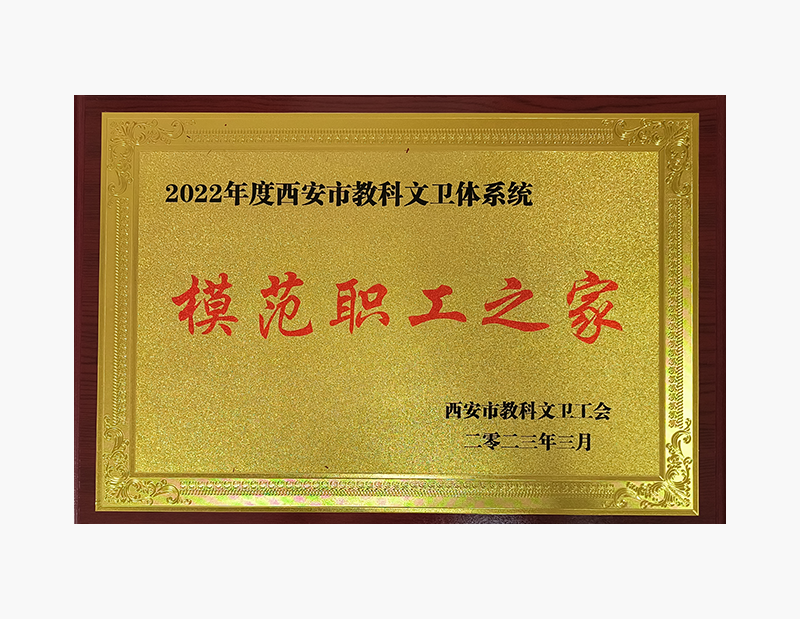 2022年度西安市教科文卫体系统
模范职工之家
西安市教科文卫工会
二零二三年三月